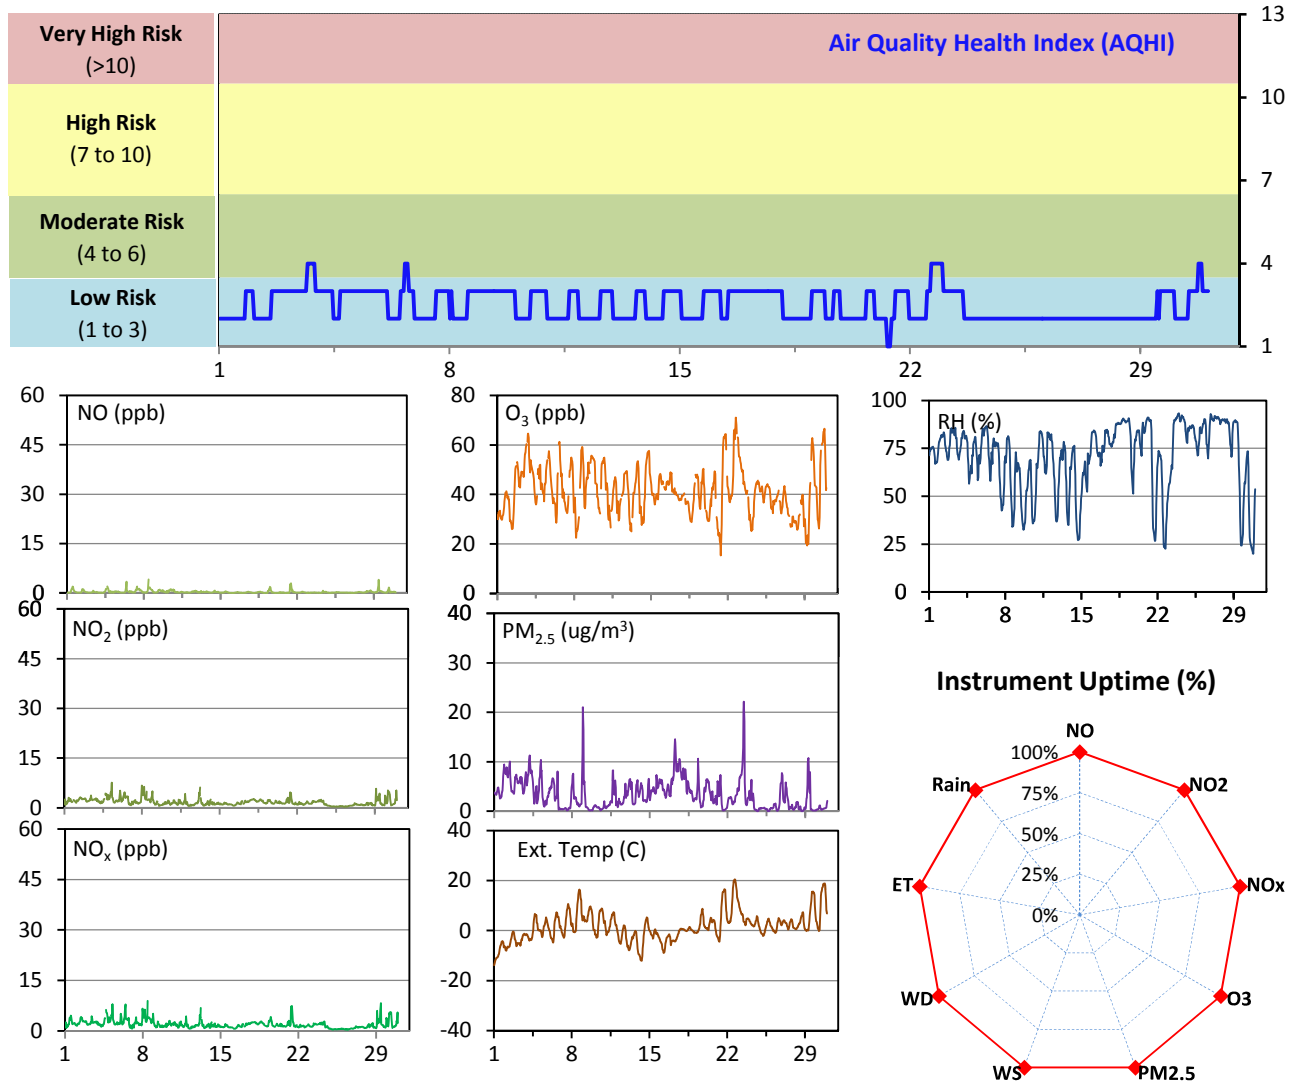 Very High Risk
(>10)
High Risk
(7 to 10)
Moderate Risk
(4 to 6)
Low Risk
(1 to 3)
Air Quality Health Index (AQHI)
13
10
7
4
1
1 8 15 22 29
NO (ppb)
60
45
30
15
0
O3 (ppb)
80
60
40
20
0
RH (%)
100
75
50
25
0
1 8 15 22 29
NO2 (ppb)
60
45
30
15
0
PM2.5 (ug/m³)
40
30
20
10
0
NOx (ppb)
60
45
30
15
0
1 8 15 22 29
Ext. Temp (C)
40
20
0
-20
-40
1 8 15 22 29
Instrument Uptime (%)
NO
NO2
NOx
O3
PM2.5
WS
WD
ET
Rain
100%
75%
50%
25%
0%